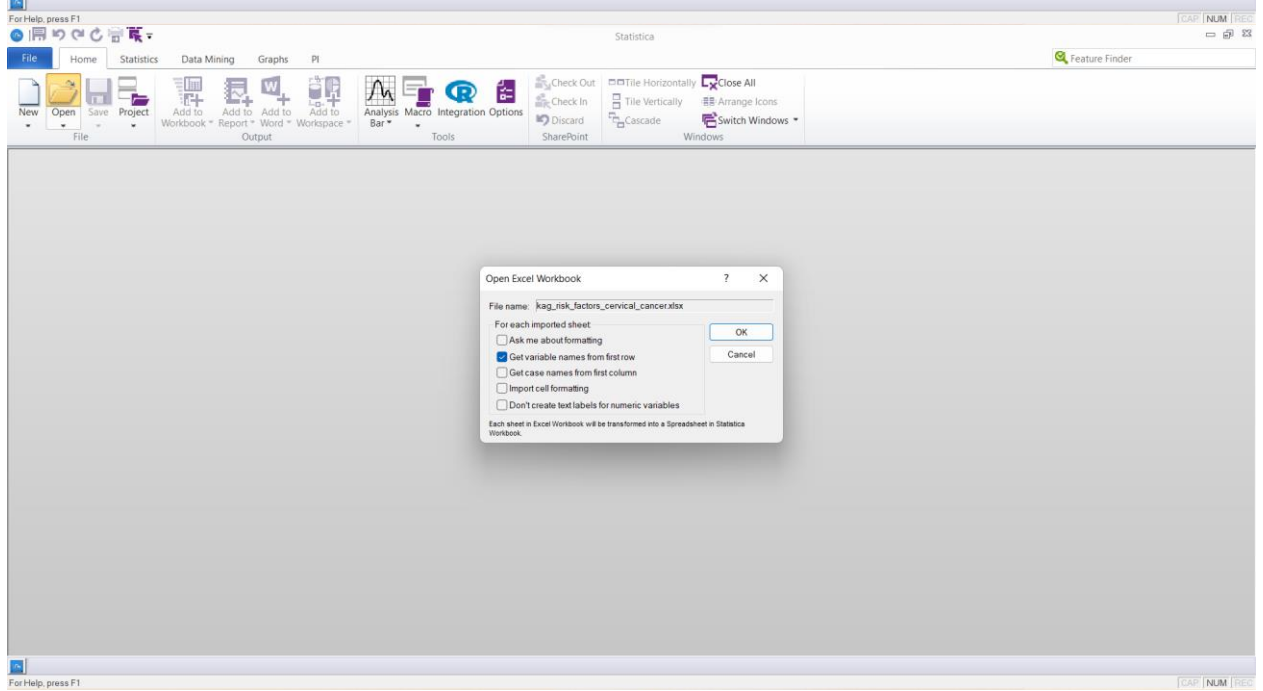 For Help, press F1
CAP NUM REC
Statistica
File Home Statistics Data Mining Graphs PI
Feature Finder
New Open Save Project
File
Add to Workbook
Add to Report
Add to Word
Add to Workspace
Output
Analysis Bar
Macro
Integration
Options
Tools
Check Out
Check In
Discard
SharePoint
Tile Horizontally
Tile Vertically
Cascade
Close All
Arrange Icons
Switch Windows
Windows
Open Excel Workbook ? X
File name: kag_risk_factors_cervical_cancer.xlsx
For each imported sheet:
OK
Ask me about formatting
Get variable names from first row
Cancel
Get case names from first column
Import cell formatting
Don't create text labels for numeric variables
Each sheet in Excel Workbook will be transformed into a Spreadsheet in Statistica
Workbook.
For Help, press F1
CAP NUM REC